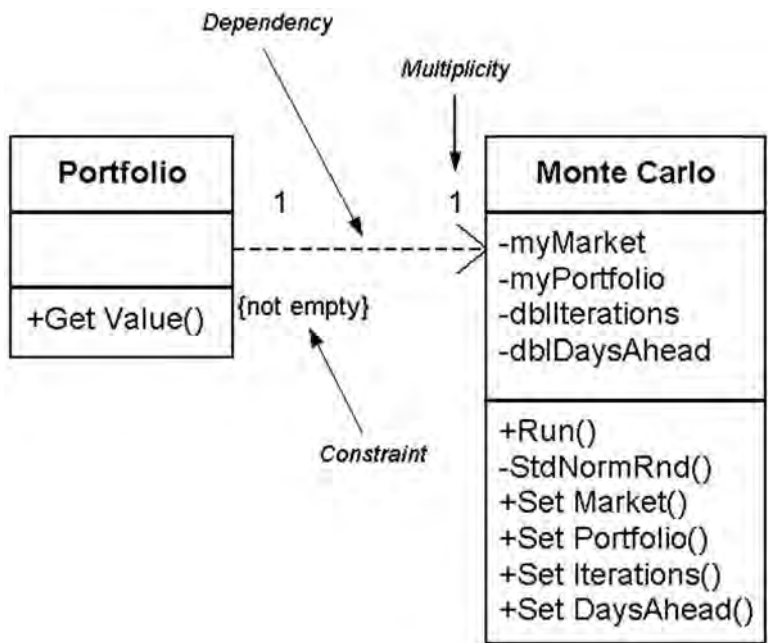 Dependency
Multiplicity
Portfolio
+Get Value()
1
1
{not empty}
Constraint
Monte Carlo
-myMarket
-myPortfolio
-dblIterations
-dblDaysAhead
+Run()
-StdNormRnd()
+Set Market()
+Set Portfolio()
+Set Iterations()
+Set DaysAhead()